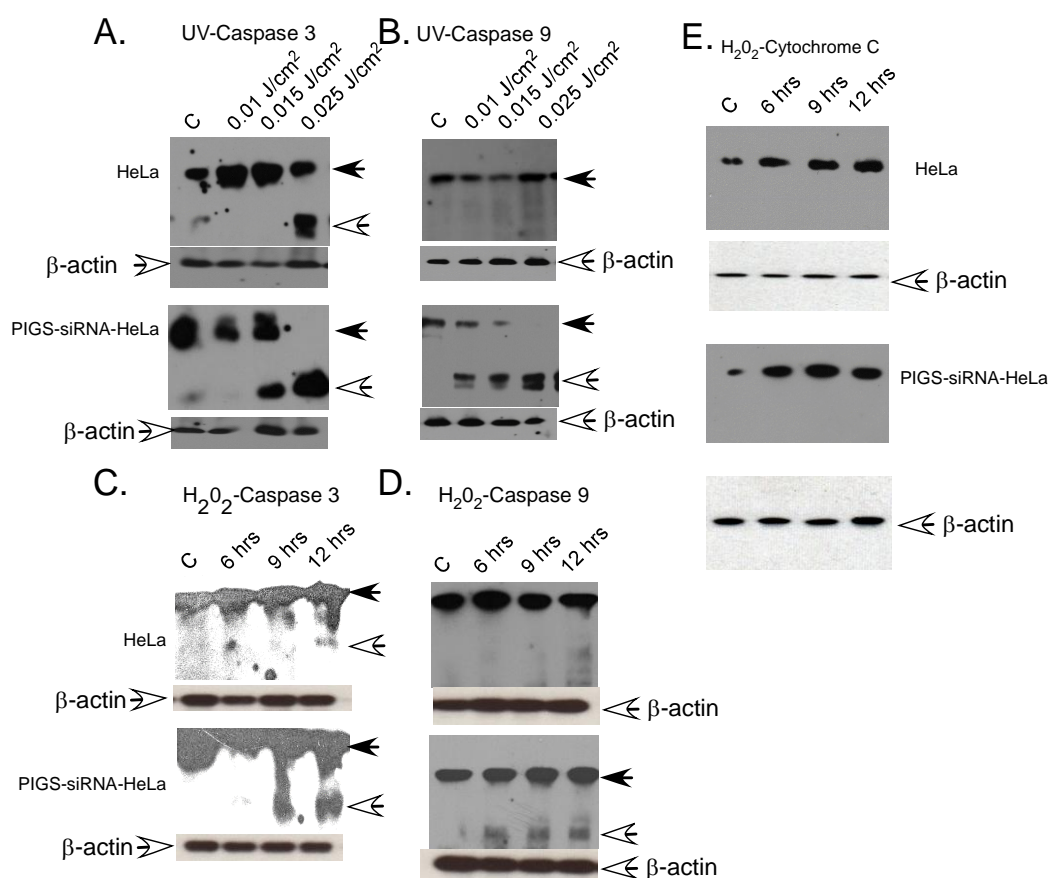 A.
UV-Caspase 3
C
0.01 J/cm²
0.015 J/cm²
0.025 J/cm²
HeLa
β-actin
PIGS-siRNA-HeLa
β-actin
B.
UV-Caspase 9
C
0.01 J/cm²
0.015 J/cm²
0.025 J/cm²
β-actin
β-actin
C.
H₂0₂-Caspase 3
C
6 hrs
9 hrs
12 hrs
HeLa
β-actin
PIGS-siRNA-HeLa
β-actin
D.
H₂0₂-Caspase 9
C
6 hrs
9 hrs
12 hrs
β-actin
β-actin
E.
H₂0₂-Cytochrome C
C
6 hrs
9 hrs
12 hrs
HeLa
β-actin
PIGS-siRNA-HeLa
β-actin